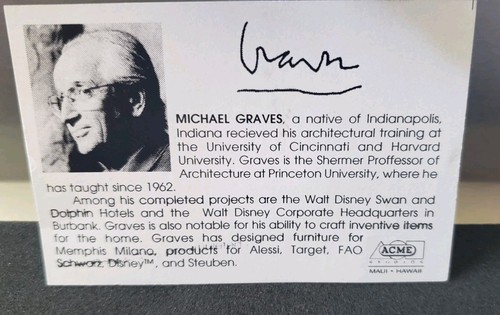 Graves
MICHAEL GRAVES, a native of Indianapolis,
Indiana recieved his architectural training at
the University of Cincinnati and Harvard
University. Graves is the Shermer Proffesor of
Architecture at Princeton University, where he
has taught since 1962.
Among his completed projects are the Walt Disney Swan and
Dolphin Hotels and the Walt Disney Corporate Headquarters in
Burbank. Graves is also notable for his ability to craft inventive items
for the home. Graves has designed furniture for
Memphis Milano, products for Alessi, Target, FAO
Schwarz Disney™, and Steuben.
ACME
STUDIOS
MAUI • HAWAII